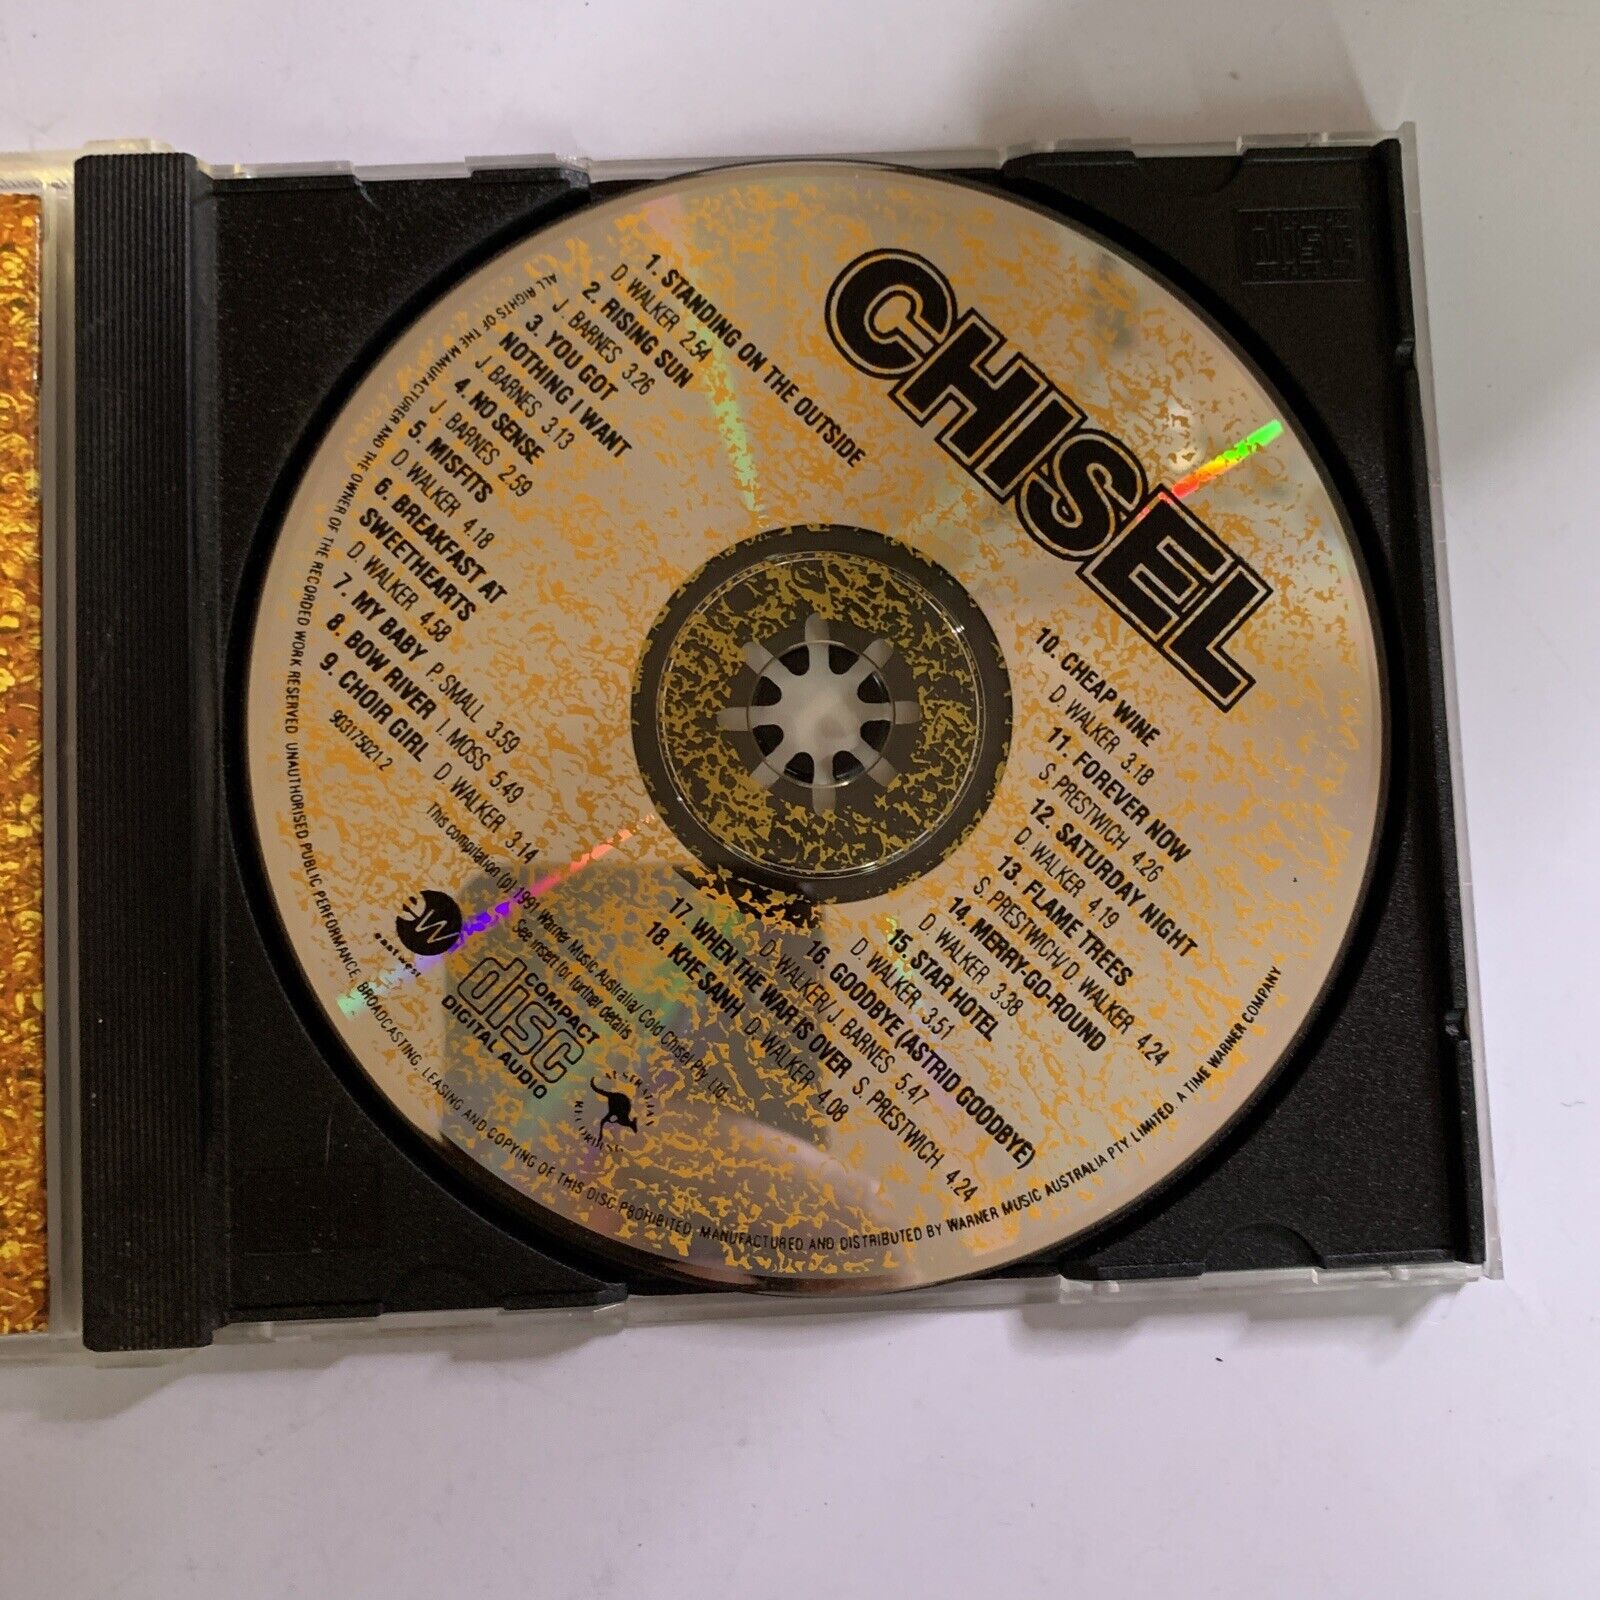 CHISEL
1. STANDING ON THE OUTSIDE
D. WALKER 2.54
2. RISING SUN
J. BARNES 3.26
3. YOU GOT
NOTHING I WANT
J. BARNES 3.13
4. NO SENSE
J. BARNES 2.59
5. MISFITS
D. WALKER 4.18
6. BREAKFAST AT
SWEETHEARTS
D. WALKER 4.58
7. MY BABY P. SMALL 3.59
8. BOW RIVER I. MOSS 5.49
9. CHOIR GIRL D. WALKER 3.14
903175021 2
10. CHEAP WINE
D. WALKER 3.18
11. FOREVER NOW
S. PRESTWICH 4.26
12. SATURDAY NIGHT
D. WALKER 4.19
13. FLAME TREES
S. PRESTWICH/D. WALKER 4.24
14. MERRY-GO-ROUND
D. WALKER 3.38
15. STAR HOTEL
D. WALKER 3.51
16. GOODBYE (ASTRID GOODBYE)
D. WALKER/J. BARNES 5.47
17. WHEN THE WAR IS OVER S. PRESTWICH 4.24
18. KHE SANH D. WALKER 4.08
This compilation (p) 1991 Warner Music Australia/ Cold Chisel Pty. Ltd.
See insert for further details
ew
east west
COMPACT
disc
DIGITAL AUDIO
AUSTRALIAN
RECORDING
ALL RIGHTS OF THE MANUFACTURER AND THE OWNER OF THE RECORDED WORK RESERVED UNAUTHORISED PUBLIC PERFORMANCE, BROADCASTING, LEASING AND COPYING OF THIS DISC PROHIBITED. MANUFACTURED AND DISTRIBUTED BY WARNER MUSIC AUSTRALIA PTY LIMITED. A TIME WARNER COMPANY
disc